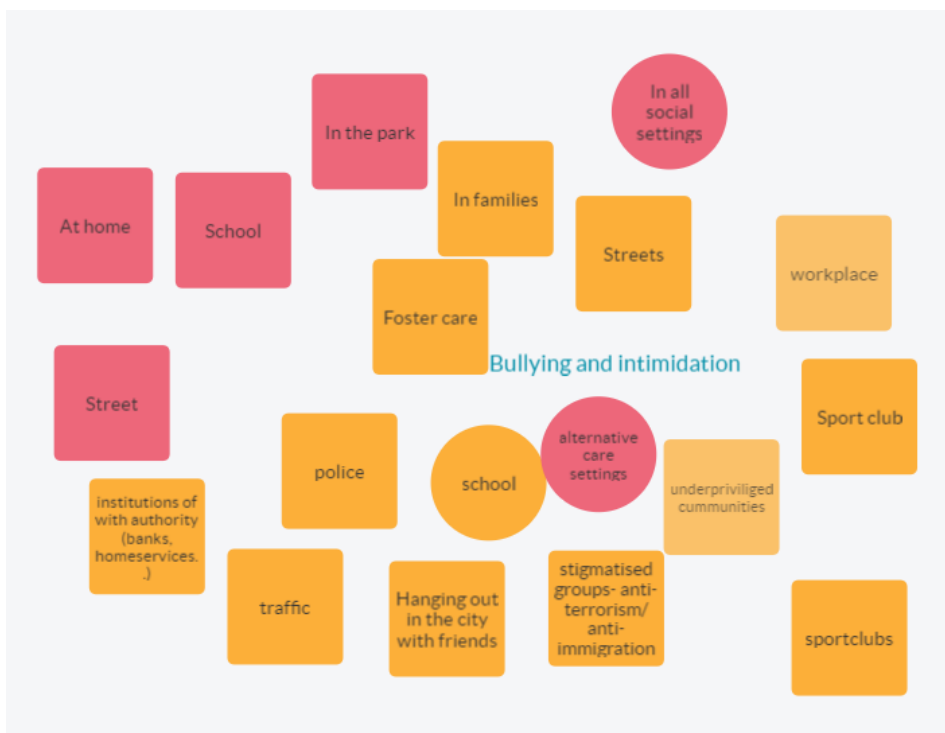 In all
social
settings
In the park
In families
At home
School
Streets
workplace
Foster care
Bullying and intimidation
Street
Sport club
police
school
alternative
care
settings
underpriviliged
cummunities
institutions of
with authority
(banks,
homeservices.
.)
traffic
Hanging out
in the city
with friends
stigmatised
groups- anti-
terrorism/
anti-
immigration
sportclubs